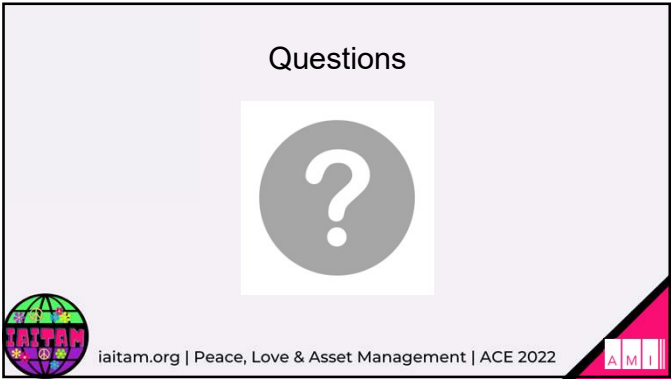 Questions
?
IAITAM
iaitam.org | Peace, Love & Asset Management | ACE 2022
AMI